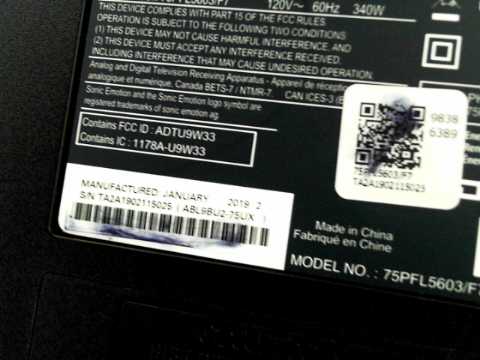 120V~ 60Hz 340W
THIS DEVICE COMPLIES WITH PART 15 OF THE FCC RULES
OPERATION IS SUBJECT TO THE FOLLOWING TWO CONDITIONS:
(1) THIS DEVICE MAY NOT CAUSE HARMFUL INTERFERENCE, AND
(2) THIS DEVICE MUST ACCEPT ANY INTERFERENCE RECEIVED,
INCLUDING INTERFERENCE THAT MAY CAUSE UNDESIRED OPERATION.
Analog and Digital Television Receiving Apparatus - Appareil de réception
analogique et numérique, Canada BETS-7 / NTMR-7. CAN ICES-3
Sonic Emotion and the Sonic Emotion logo symbol are
registered trademarks of sonic emotion ag.
Contains FCC ID : ADTU9W33
Contains IC : 1178A-U9W33
9838
6389
75PFL5603/F7
TA2A1902115025
MANUFACTURED JANUARY 2019 2
S/N TA2A1902115025 ( ABL9BU2-75UX )
Made in China
Fabriqué en Chine
MODEL NO. : 75PFL5603/F7